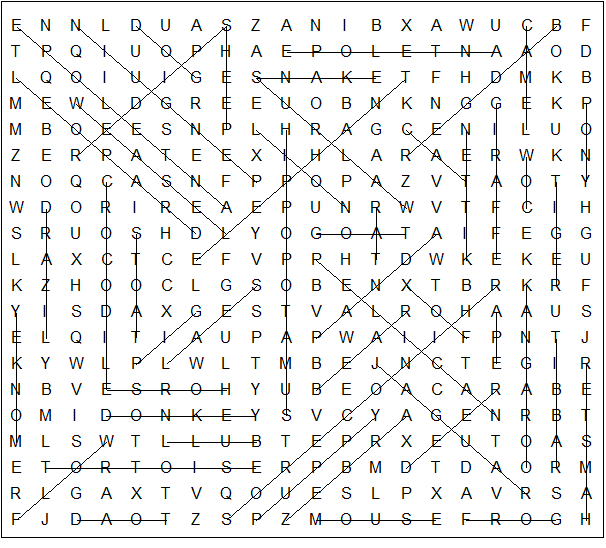 E N N L D U A S Z A N I B X A W U C B F
T P Q I U O P H A E P O L E T N A A O D
L Q O I U I G E S N A K E T F H D M K B
M E W L D G R E E U O B N K N G G E K P
M B O E E S N P L H R A G C E N I L U O
Z E R P A T E E X I H L A R A E R W K N
N O Q C A S N F P P O P A Z V T A O T Y
W D O R I R E A E P U N R W V T F C I H
S R U O S H D L Y O G O A T A I F E G G
L A X C T C E F V P R H T D W K E K E U
K Z H O O C L G S O B E N X T B R K R F
Y I S D A X G E S T V A L R O H A A U S
E L Q I T I A U P A P W A I I F P N T J
K Y W L P L W L T M B E J N C T E G I R
N B V E S R O H Y U B E O A C A R A B E
O M I D O N K E Y S V C Y A G E N R B T
M L S W T L L U B T E P R X E U T O A S
E T O R T O I S E R P B M D T D A O R M
R L G A X T V Q O U E S L P X A V R S A
F J D A O T Z S P Z M O U S E F R O G H